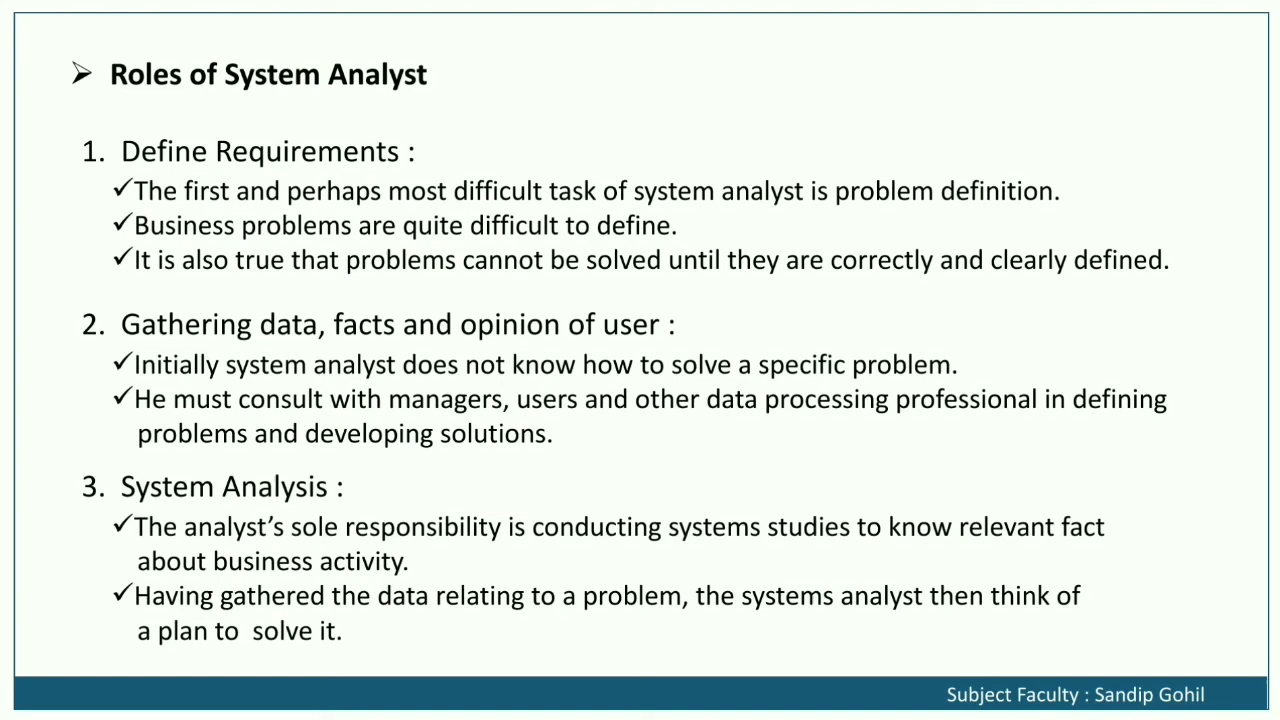 ➢ Roles of System Analyst
1. Define Requirements :
✓The first and perhaps most difficult task of system analyst is problem definition.
✓Business problems are quite difficult to define.
✓It is also true that problems cannot be solved until they are correctly and clearly defined.
2. Gathering data, facts and opinion of user :
✓Initially system analyst does not know how to solve a specific problem.
✓He must consult with managers, users and other data processing professional in defining
problems and developing solutions.
3. System Analysis :
✓The analyst’s sole responsibility is conducting systems studies to know relevant fact
about business activity.
✓Having gathered the data relating to a problem, the systems analyst then think of
a plan to  solve it.
Subject Faculty : Sandip Gohil